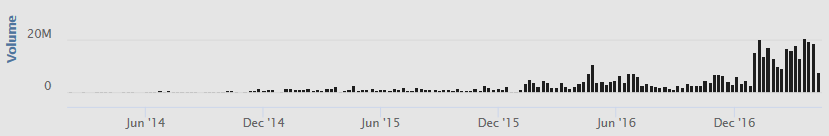 Volume
20M
0
Jun '14
Dec '14
Jun '15
Dec '15
Jun '16
Dec '16